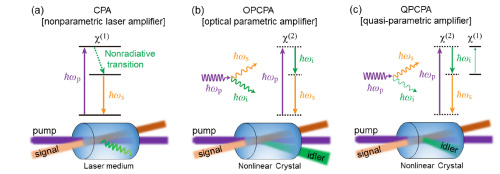 (a) CPA
[nonparametric laser amplifier]
χ(1)
Nonradiative
transition
ℏωp
ℏωs
pump
signal
Laser medium
(b) OPCPA
[optical parametric amplifier]
χ(2)
ℏωs
ℏωp
ℏωi
ℏωp
ℏωi
ℏωs
pump
signal
idler
Nonlinear Crystal
(c) QPCPA
[quasi-parametric amplifier]
χ(2) χ(1)
ℏωs
ℏωp
ℏωi
ℏωp
ℏωi
ℏωi
ℏωs
pump
signal
idler
Nonlinear Crystal